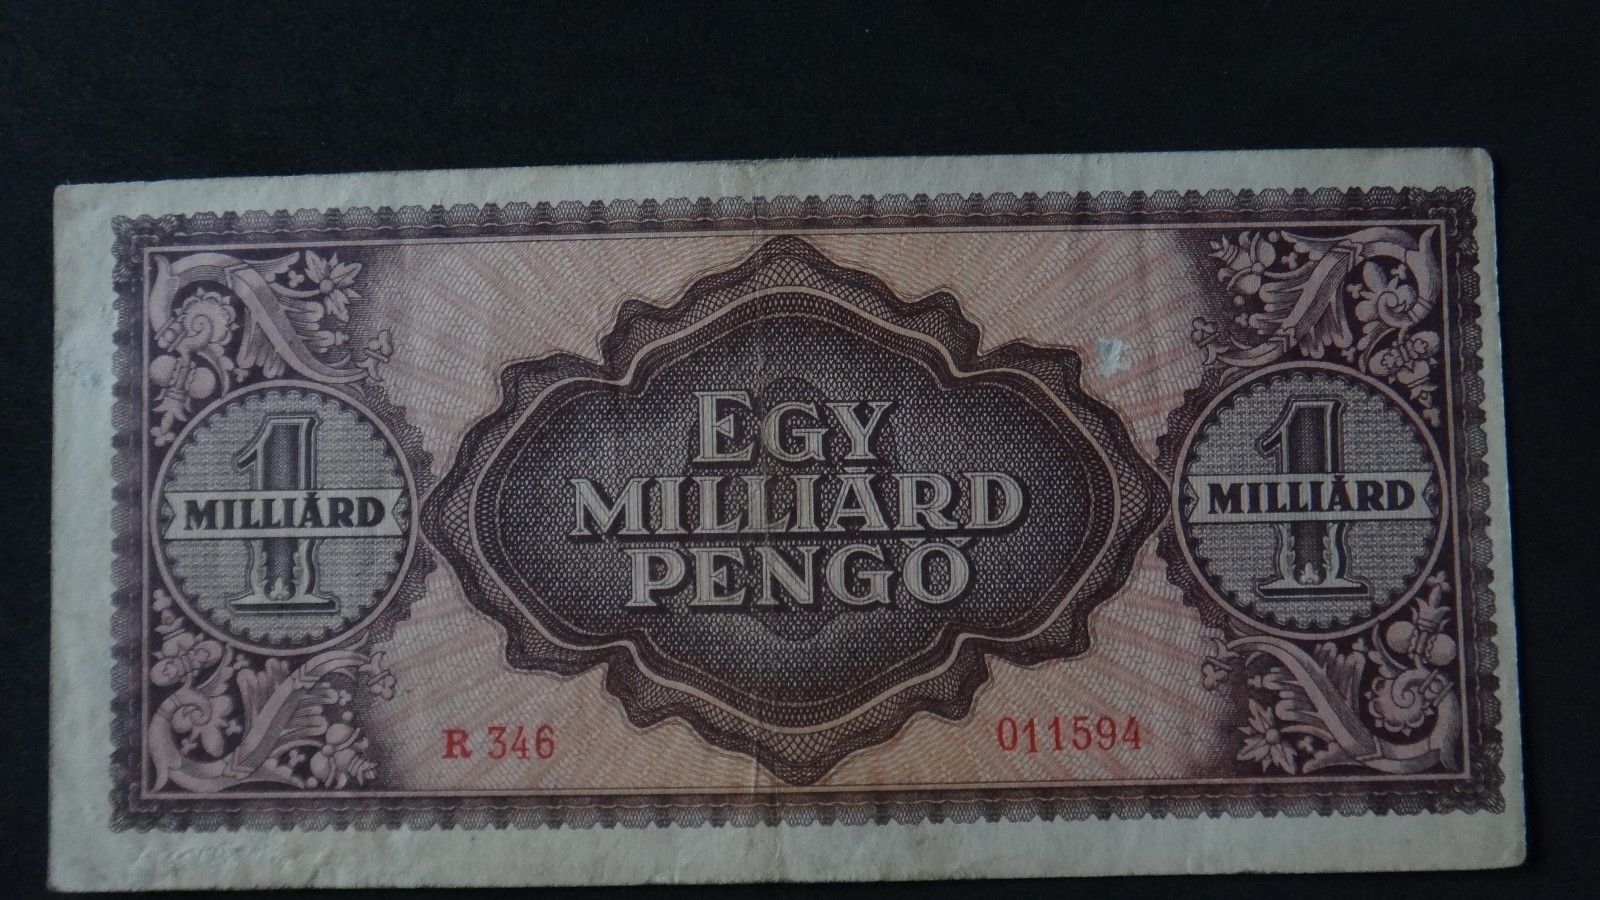 EGY
MILLIÁRD
PENGŐ
1
MILLIÁRD
1
MILLIÁRD
R 346
011594